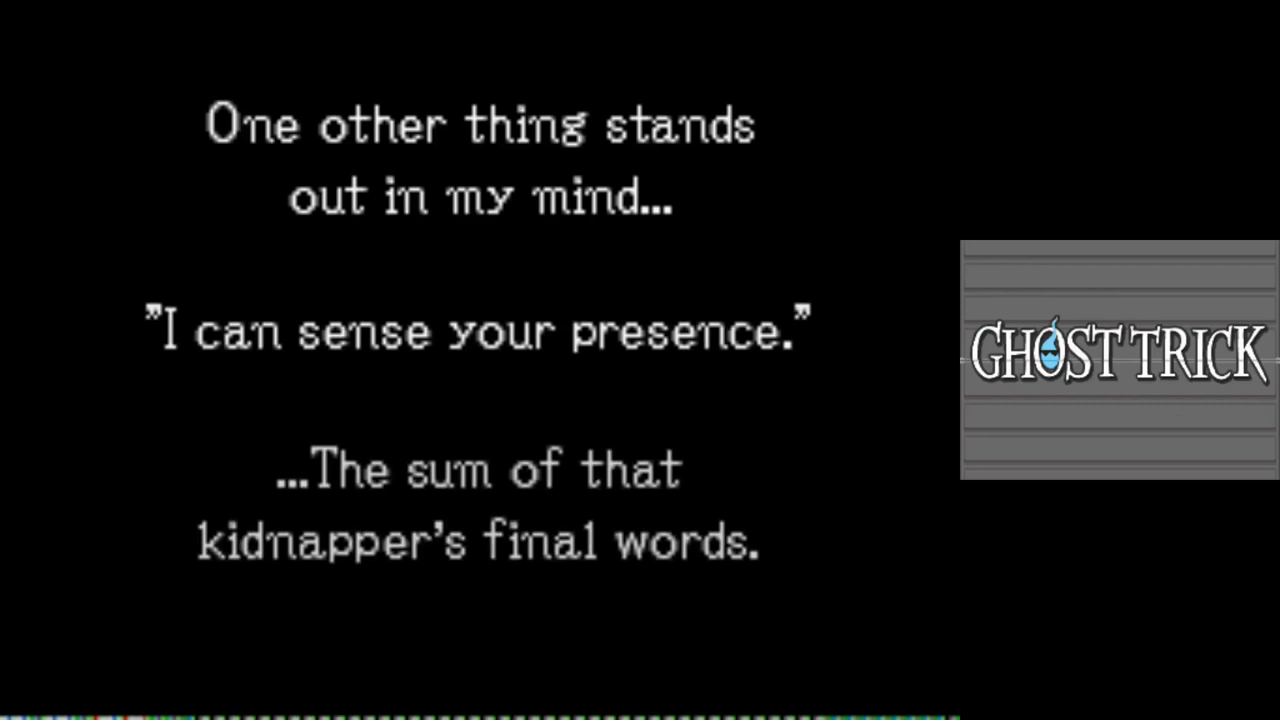 One other thing stands
out in my mind...
"I can sense your presence."
...The sum of that
kidnapper's final words.
GHOST TRICK